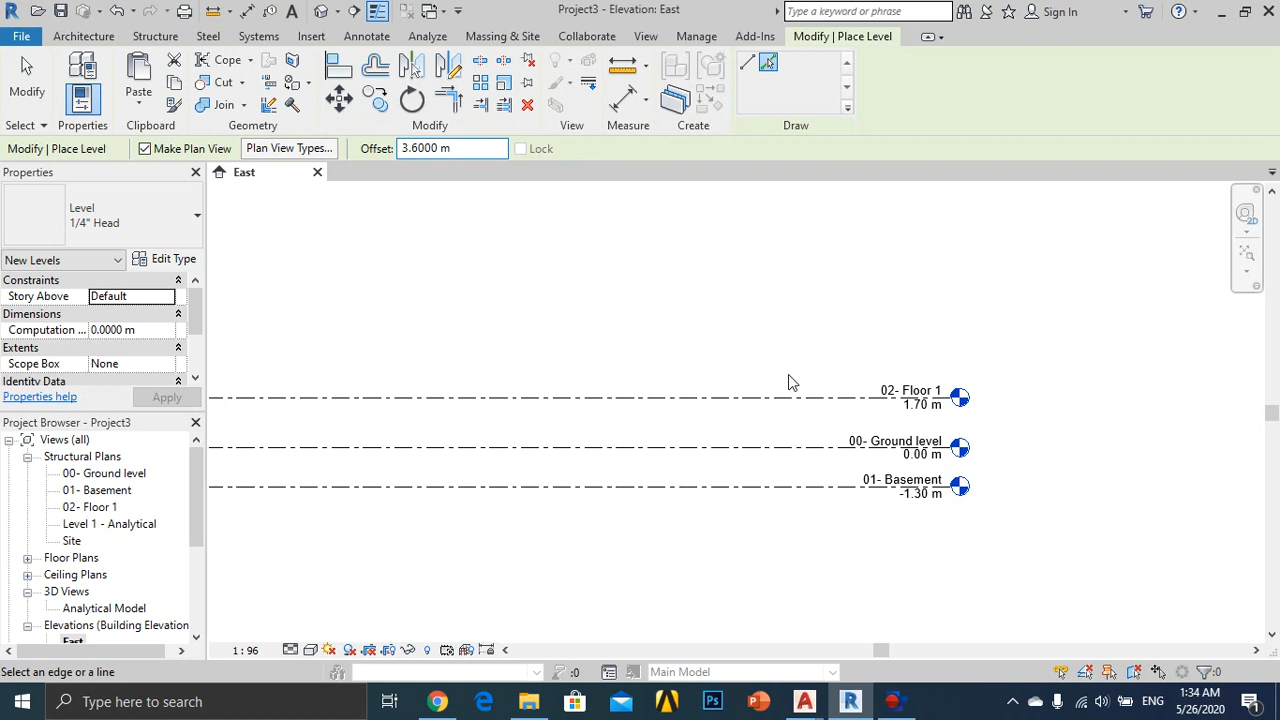 Project3 - Elevation: East
Type a keyword or phrase
Sign In
File
Architecture
Structure
Steel
Systems
Insert
Annotate
Analyze
Massing & Site
Collaborate
View
Manage
Add-Ins
Modify | Place Level
Modify
Paste
Cope
Cut
Join
Select
Properties
Clipboard
Geometry
Modify
View
Measure
Create
Draw
Modify | Place Level
Make Plan View
Plan View Types...
Offset:
3.6000 m
Lock
Properties
East
Level
1/4" Head
New Levels
Edit Type
Constraints
Story Above
Default
Dimensions
Computation ...
0.0000 m
Extents
Scope Box
None
Identity Data
Properties help
Apply
Project Browser - Project3
Views (all)
Structural Plans
00- Ground level
01- Basement
02- Floor 1
Level 1 - Analytical
Site
Floor Plans
Ceiling Plans
3D Views
Analytical Model
Elevations (Building Elevation
East
02- Floor 1
1.70 m
00- Ground level
0.00 m
01- Basement
-1.30 m
2D
1 : 96
Select an edge or a line
:0
Main Model
:0
Type here to search
ENG
1:34 AM
5/26/2020